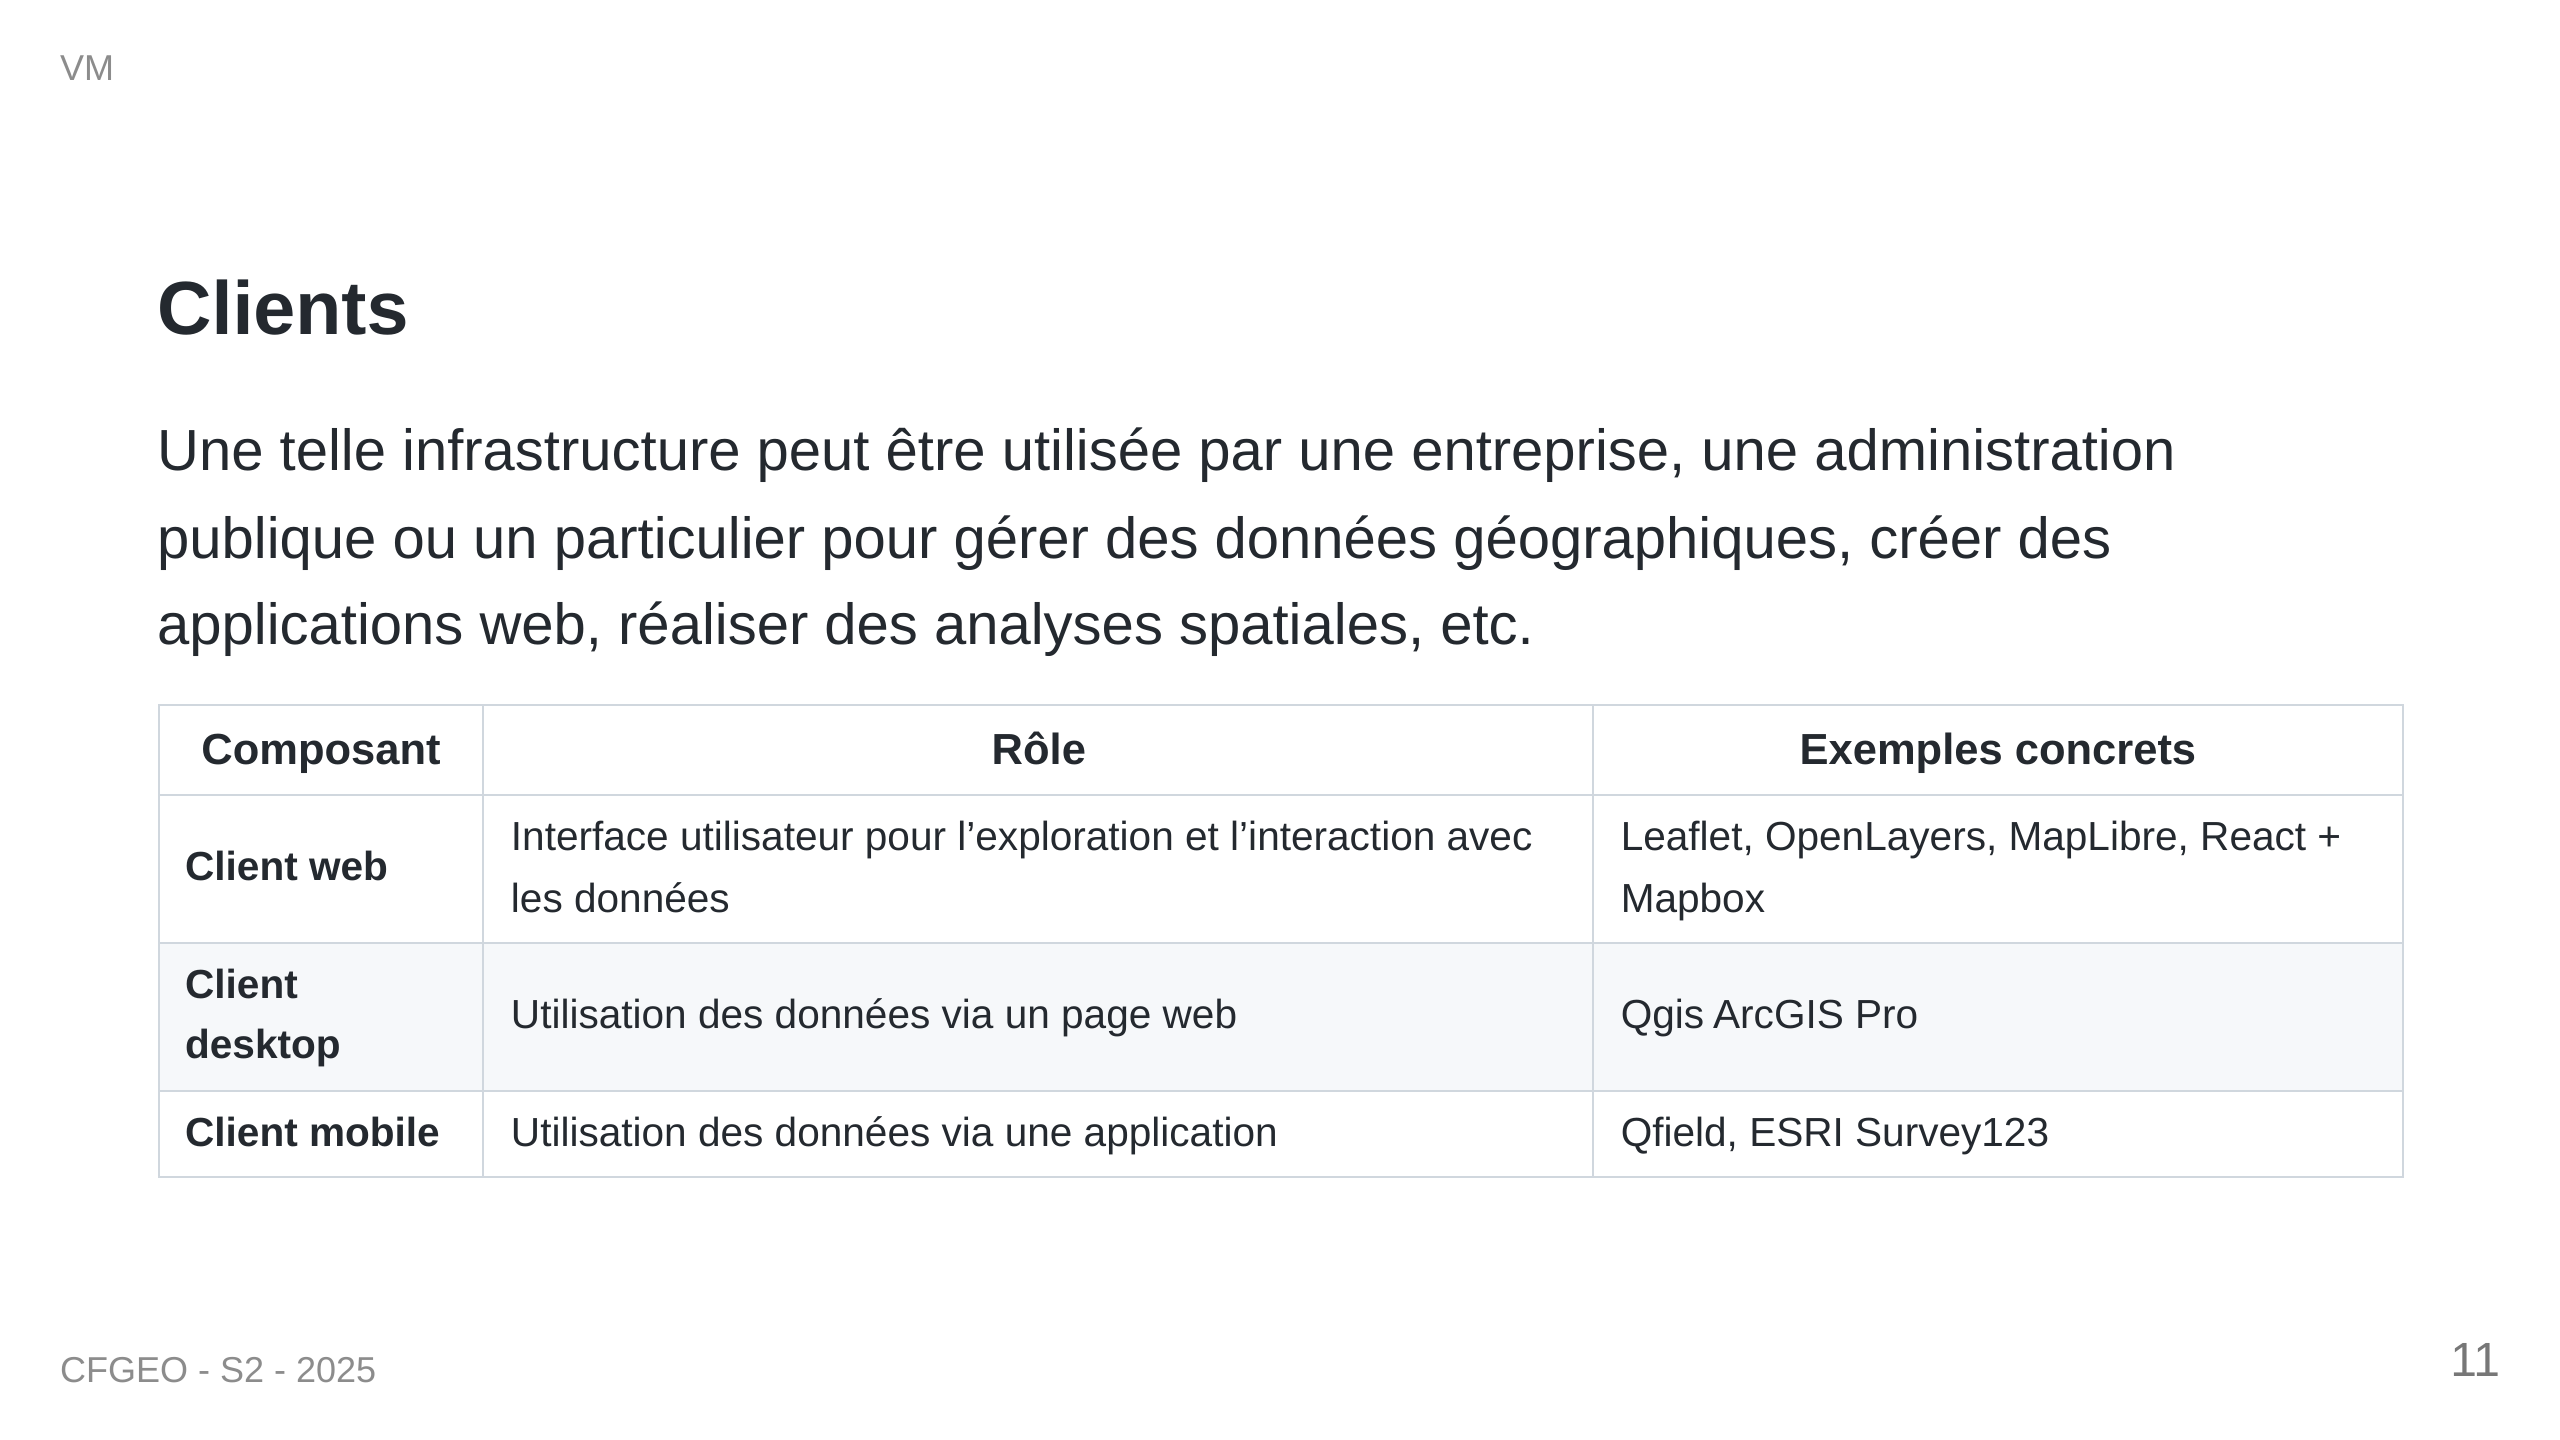 VM
Clients
Une telle infrastructure peut être utilisée par une entreprise, une administration
publique ou un particulier pour gérer des données géographiques, créer des
applications web, réaliser des analyses spatiales, etc.
Composant Rôle Exemples concrets
Client web
Interface utilisateur pour l’exploration et l’interaction avec
les données
Leaflet, OpenLayers, MapLibre, React +
Mapbox
Client
desktop
Utilisation des données via un page web
Qgis ArcGIS Pro
Client mobile
Utilisation des données via une application
Qfield, ESRI Survey123
CFGEO - S2 - 2025
11